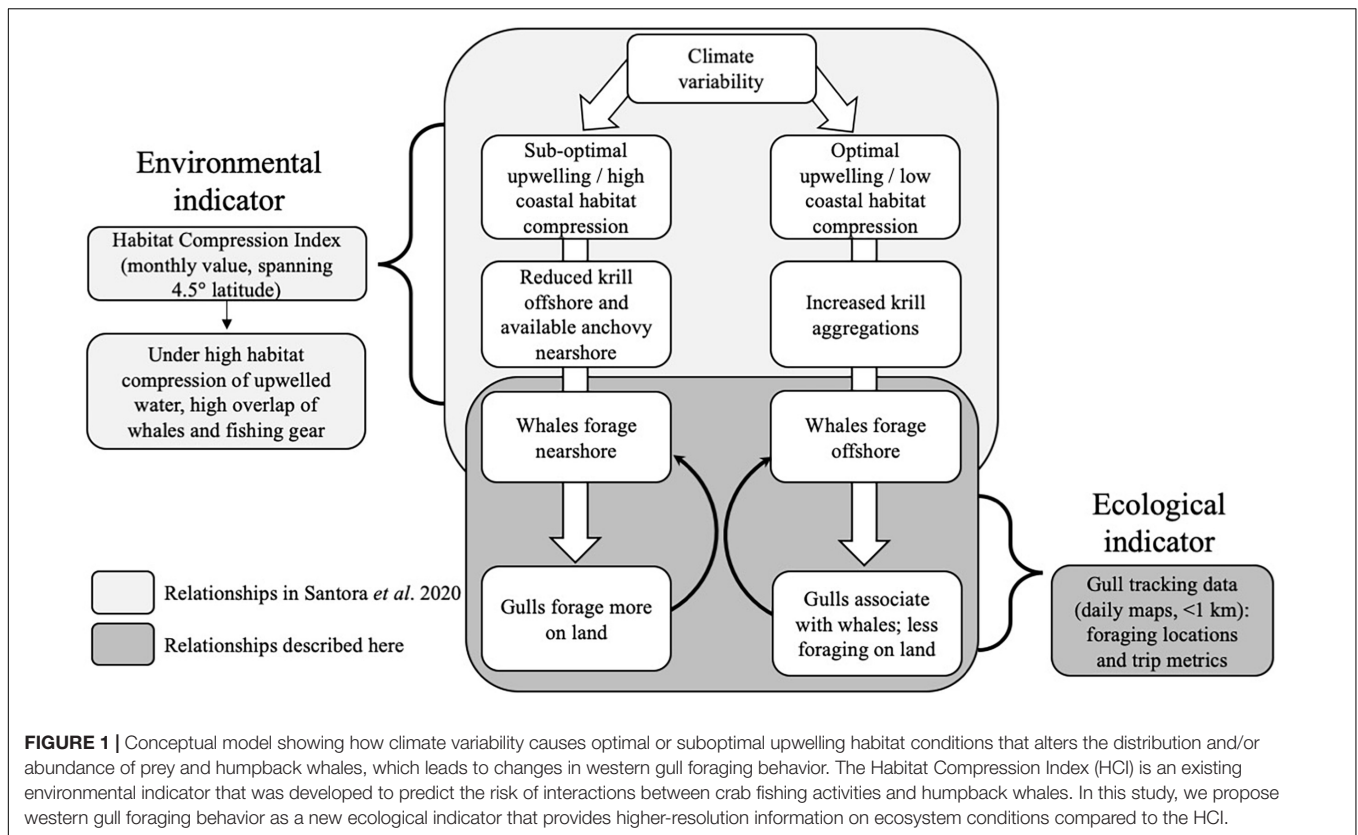 Climate
variability
Environmental
indicator
Habitat Compression Index
(monthly value, spanning
4.5° latitude)
Under high habitat
compression of upwelled
water, high overlap of
whales and fishing gear
Sub-optimal
upwelling / high
coastal habitat
compression
Optimal
upwelling / low
coastal habitat
compression
Reduced krill
offshore and
available anchovy
nearshore
Increased krill
aggregations
Whales forage
nearshore
Whales forage
offshore
Gulls forage more
on land
Gulls associate
with whales; less
foraging on land
Ecological
indicator
Gull tracking data
(daily maps, <1 km):
foraging locations
and trip metrics
Relationships in Santora et al. 2020
Relationships described here
FIGURE 1 | Conceptual model showing how climate variability causes optimal or suboptimal upwelling habitat conditions that alters the distribution and/or
abundance of prey and humpback whales, which leads to changes in western gull foraging behavior. The Habitat Compression Index (HCI) is an existing
environmental indicator that was developed to predict the risk of interactions between crab fishing activities and humpback whales. In this study, we propose
western gull foraging behavior as a new ecological indicator that provides higher-resolution information on ecosystem conditions compared to the HCI.